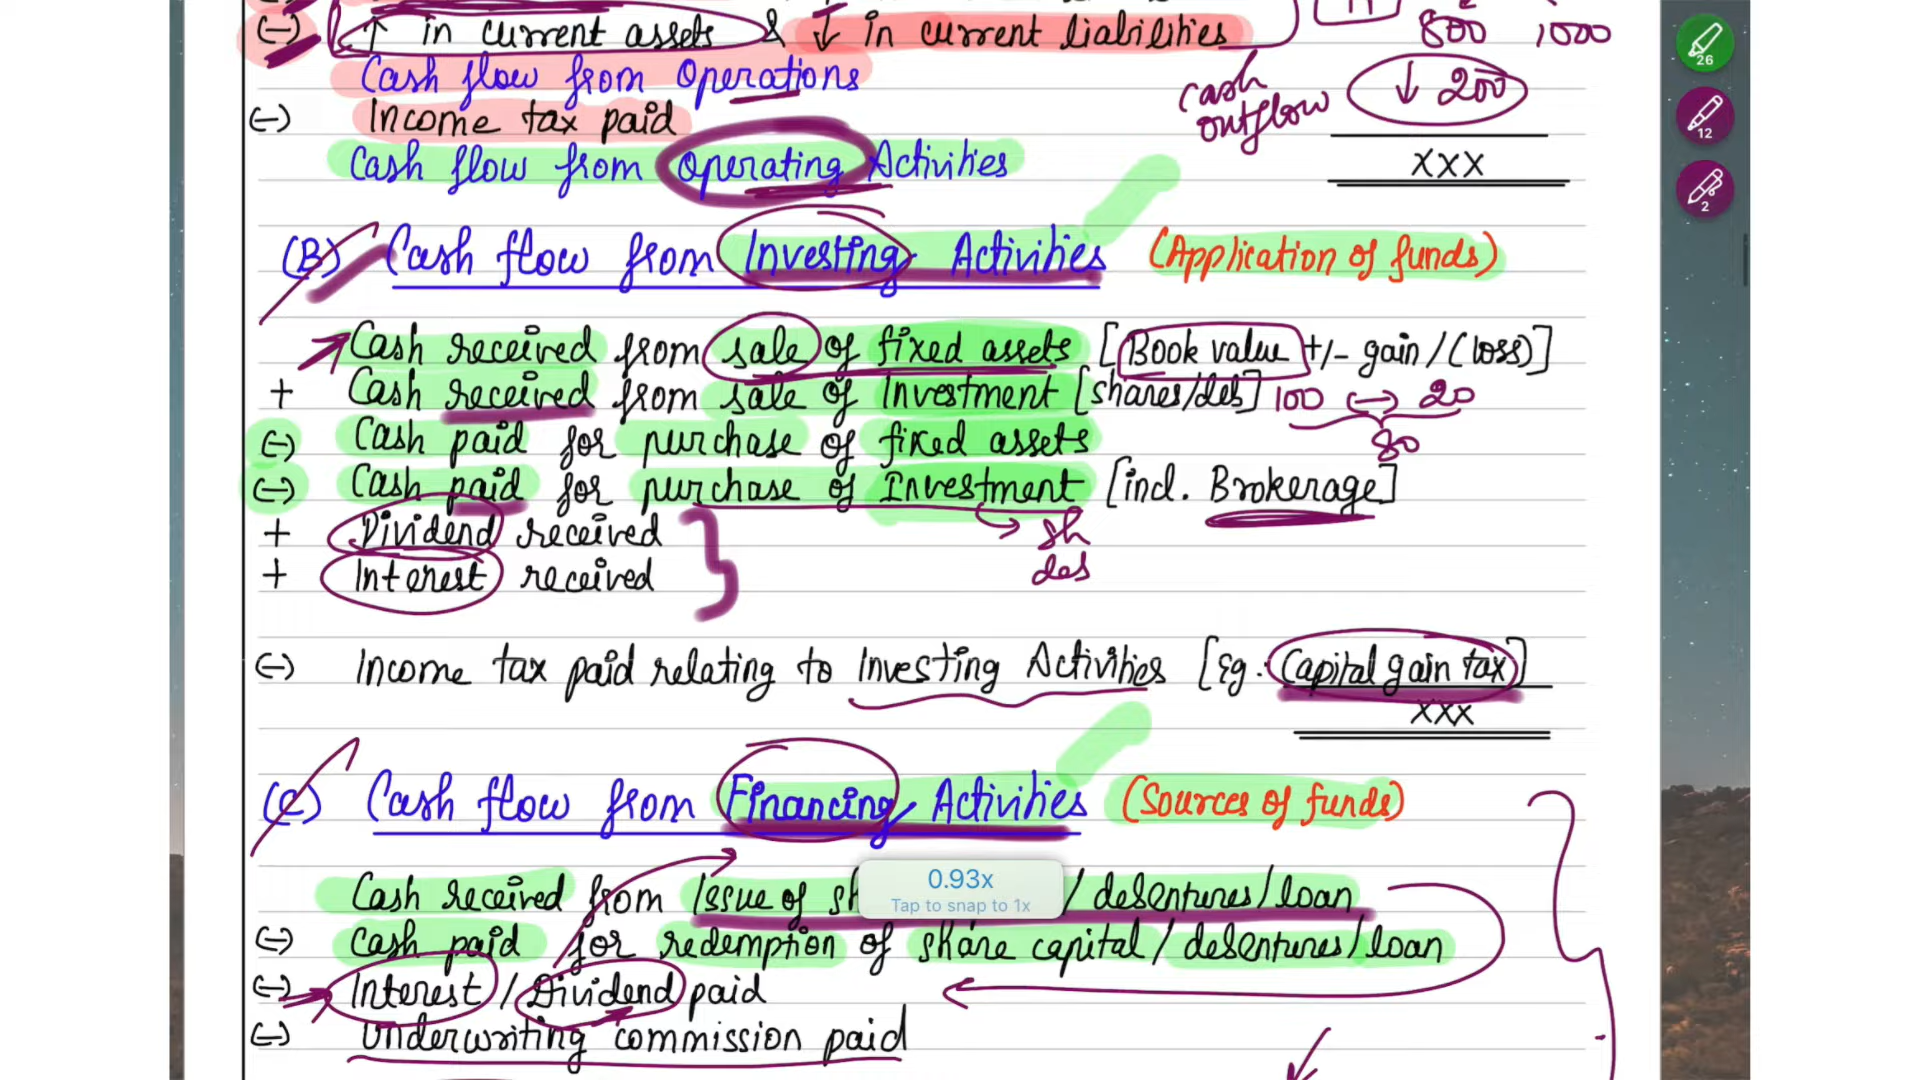 (-) ↑ in current assets & ↓ in current liabilities 800 1000
Cash flow from Operations cash outflow ↓ 200
(-) Income tax paid
Cash flow from Operating Activities XXX
(B) Cash flow from Investing Activities (Application of funds)
Cash received from sale of fixed assets [Book value +/- gain/(loss)]
+ Cash received from sale of Investment [shares/deb] 100 (-) 20
(-) Cash paid for purchase of fixed assets 80
(-) Cash paid for purchase of Investment [incl. Brokerage]
+ Dividend received sh
+ Interest received deb
(-) Income tax paid relating to Investing Activities [Eg. Capital gain tax]
XXX
(C) Cash flow from Financing Activities (Sources of funds)
0.93x
Tap to snap to 1x
Cash received from Issue of sh / debentures/loan
(-) Cash paid for redemption of share capital/debentures/loan
(-) Interest / Dividend paid
(-) Underwriting commission paid
26
12
2